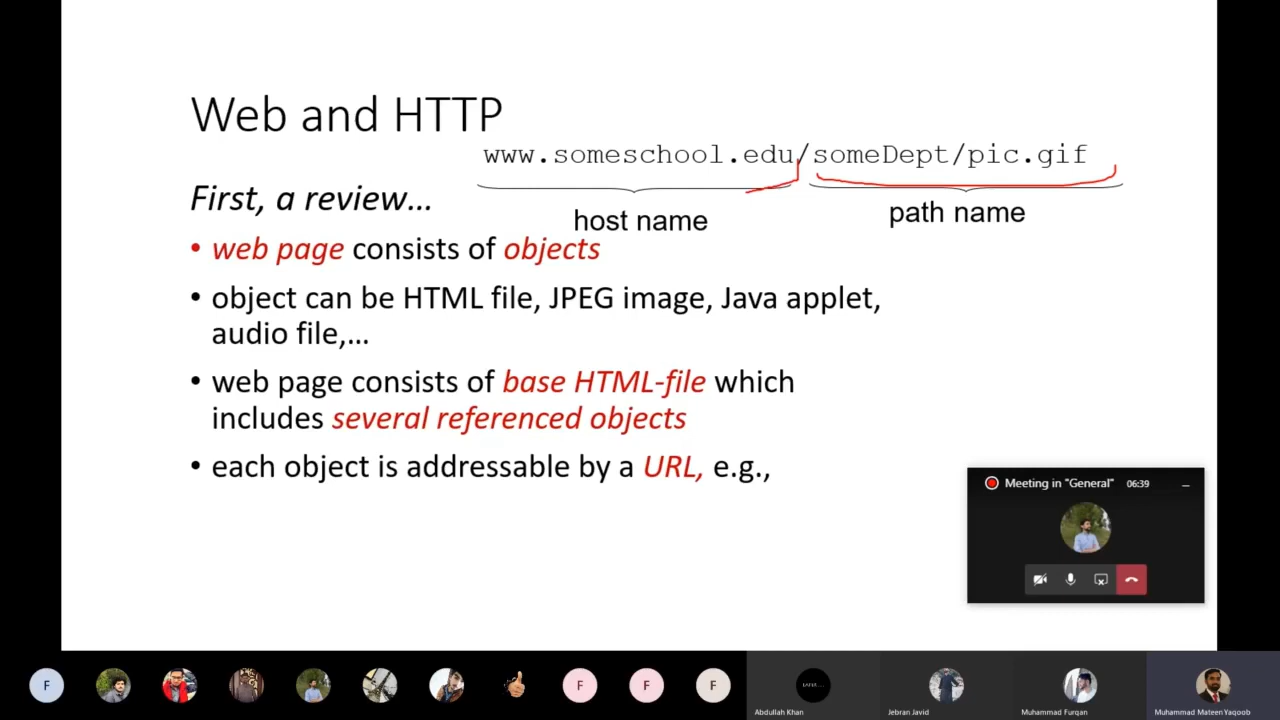 Web and HTTP
www.someschool.edu/someDept/pic.gif
host name
path name
First, a review…
• web page consists of objects
• object can be HTML file, JPEG image, Java applet,
audio file,…
• web page consists of base HTML-file which
includes several referenced objects
• each object is addressable by a URL, e.g.,
Meeting in "General" 06:39
F
F
F
F
Abdullah Khan
Jebran Javid
Muhammad Furqan
Muhammad Mateen Yaqoob